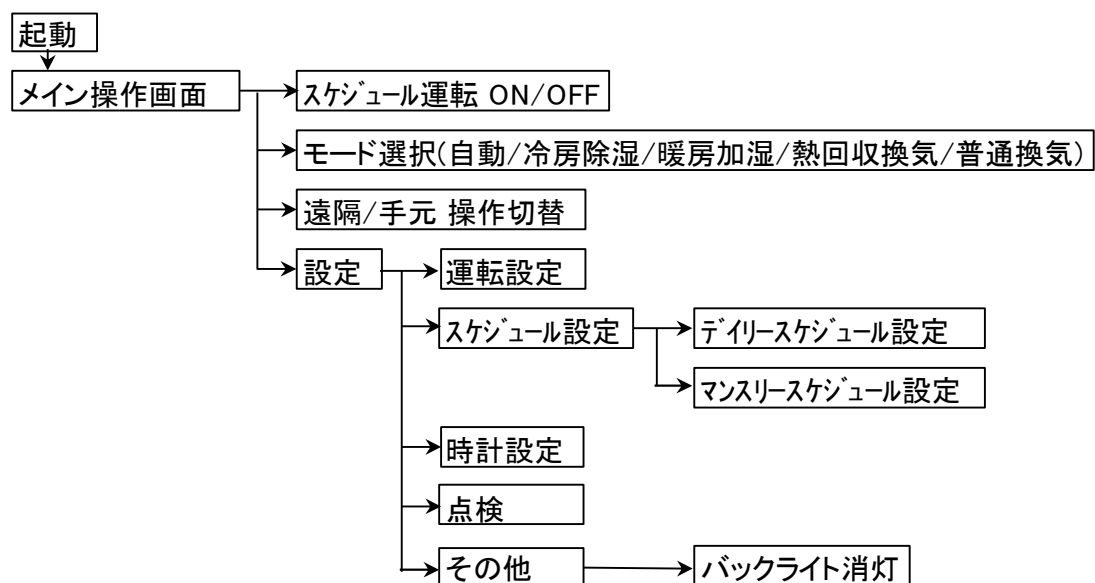 起動
メイン操作画面
スケジュール運転 ON/OFF
モード選択(自動/冷房除湿/暖房加湿/熱回収換気/普通換気)
遠隔/手元 操作切替
設定
運転設定
スケジュール設定
デイリースケジュール設定
マンスリースケジュール設定
時計設定
点検
その他
バックライト消灯